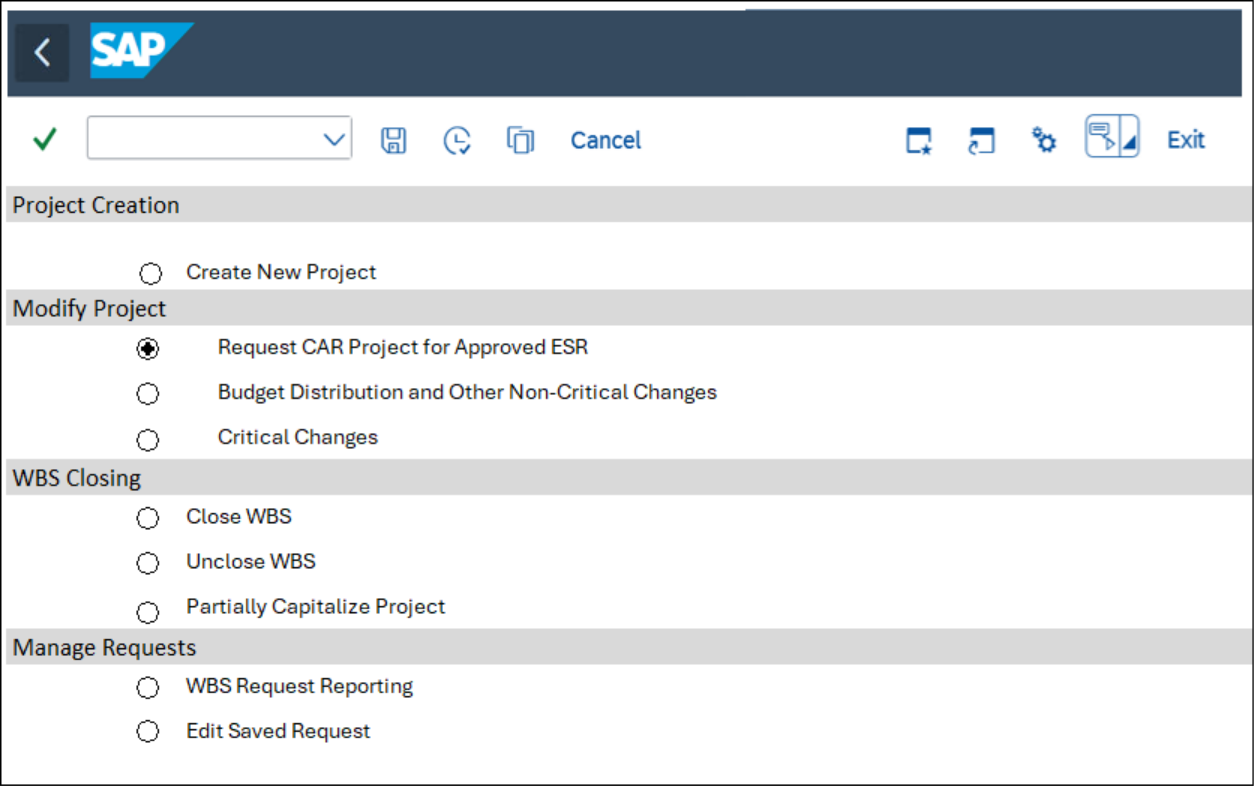 SAP
Cancel
Exit
Project Creation
Create New Project
Modify Project
Request CAR Project for Approved ESR
Budget Distribution and Other Non-Critical Changes
Critical Changes
WBS Closing
Close WBS
Unclose WBS
Partially Capitalize Project
Manage Requests
WBS Request Reporting
Edit Saved Request